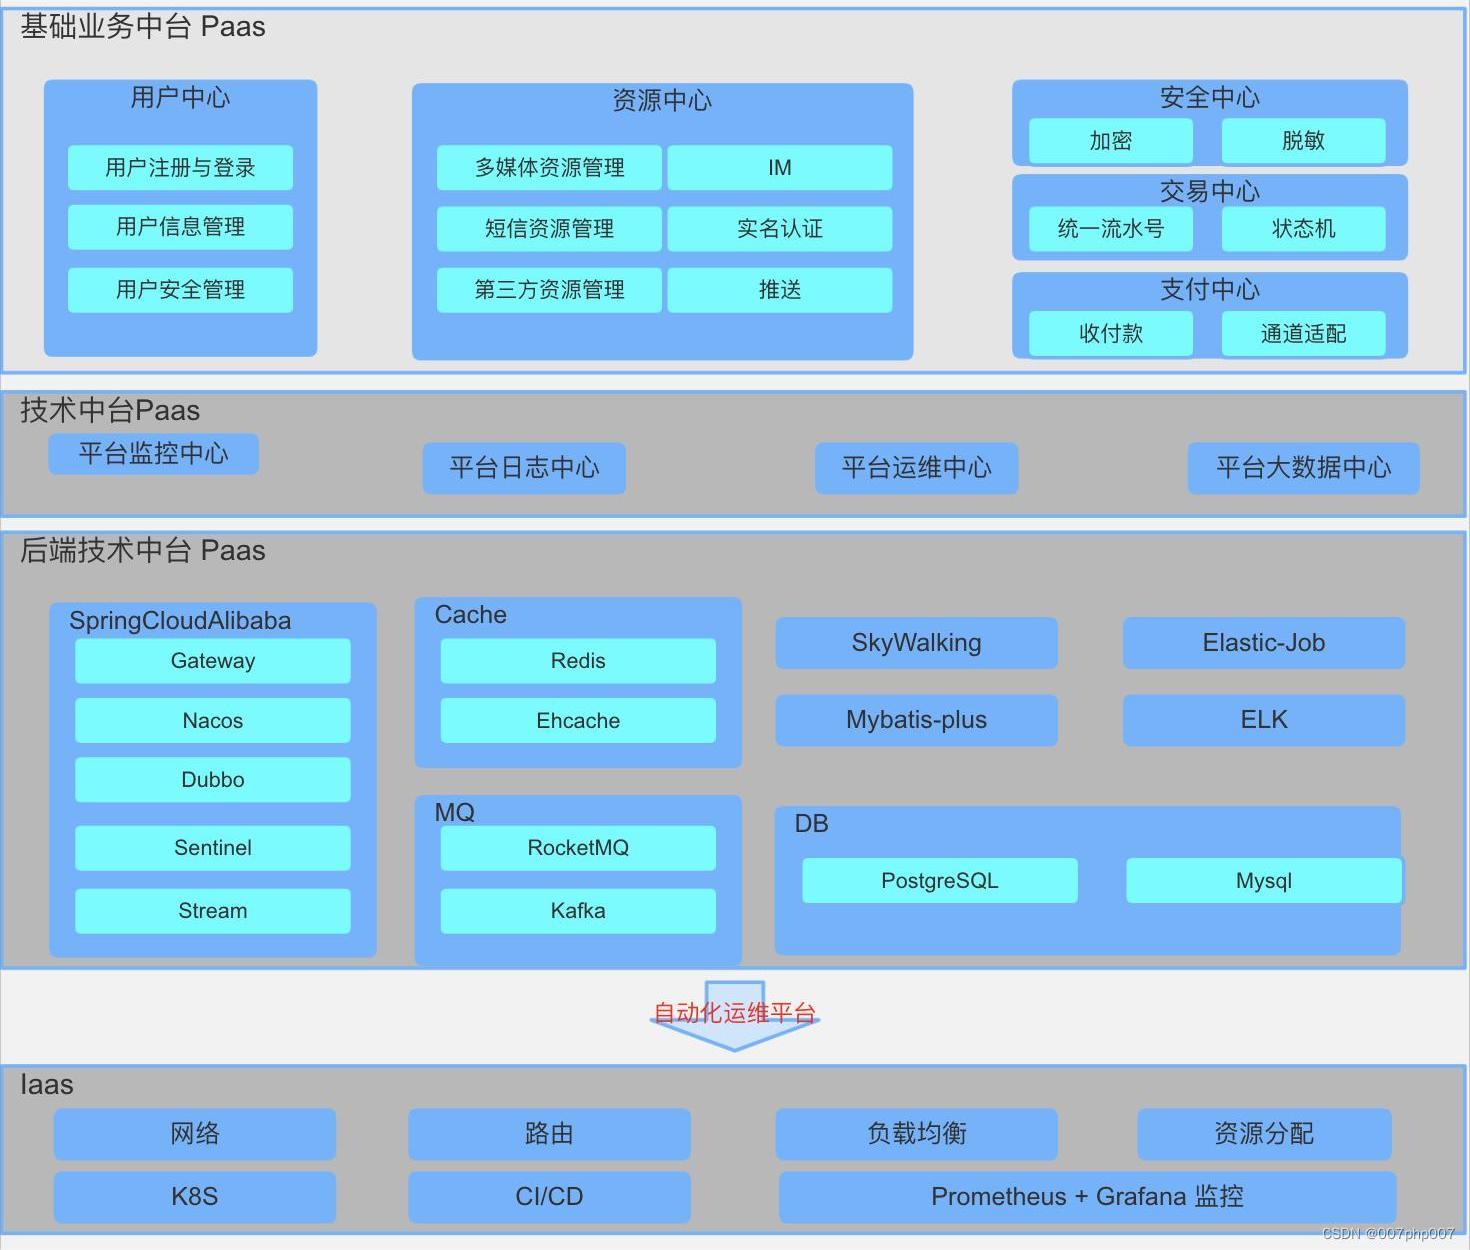 基础业务中台 Paas
用户中心
用户注册与登录
用户信息管理
用户安全管理
资源中心
多媒体资源管理
IM
短信资源管理
实名认证
第三方资源管理
推送
安全中心
加密
脱敏
交易中心
统一流水号
状态机
支付中心
收付款
通道适配
技术中台Paas
平台监控中心
平台日志中心
平台运维中心
平台大数据中心
后端技术中台 Paas
SpringCloudAlibaba
Gateway
Nacos
Dubbo
Sentinel
Stream
Cache
Redis
Ehcache
MQ
RocketMQ
Kafka
SkyWalking
Elastic-Job
Mybatis-plus
ELK
DB
PostgreSQL
Mysql
自动化运维平台
Iaas
网络
路由
负载均衡
资源分配
K8S
CI/CD
Prometheus + Grafana 监控
CSDN @007php007